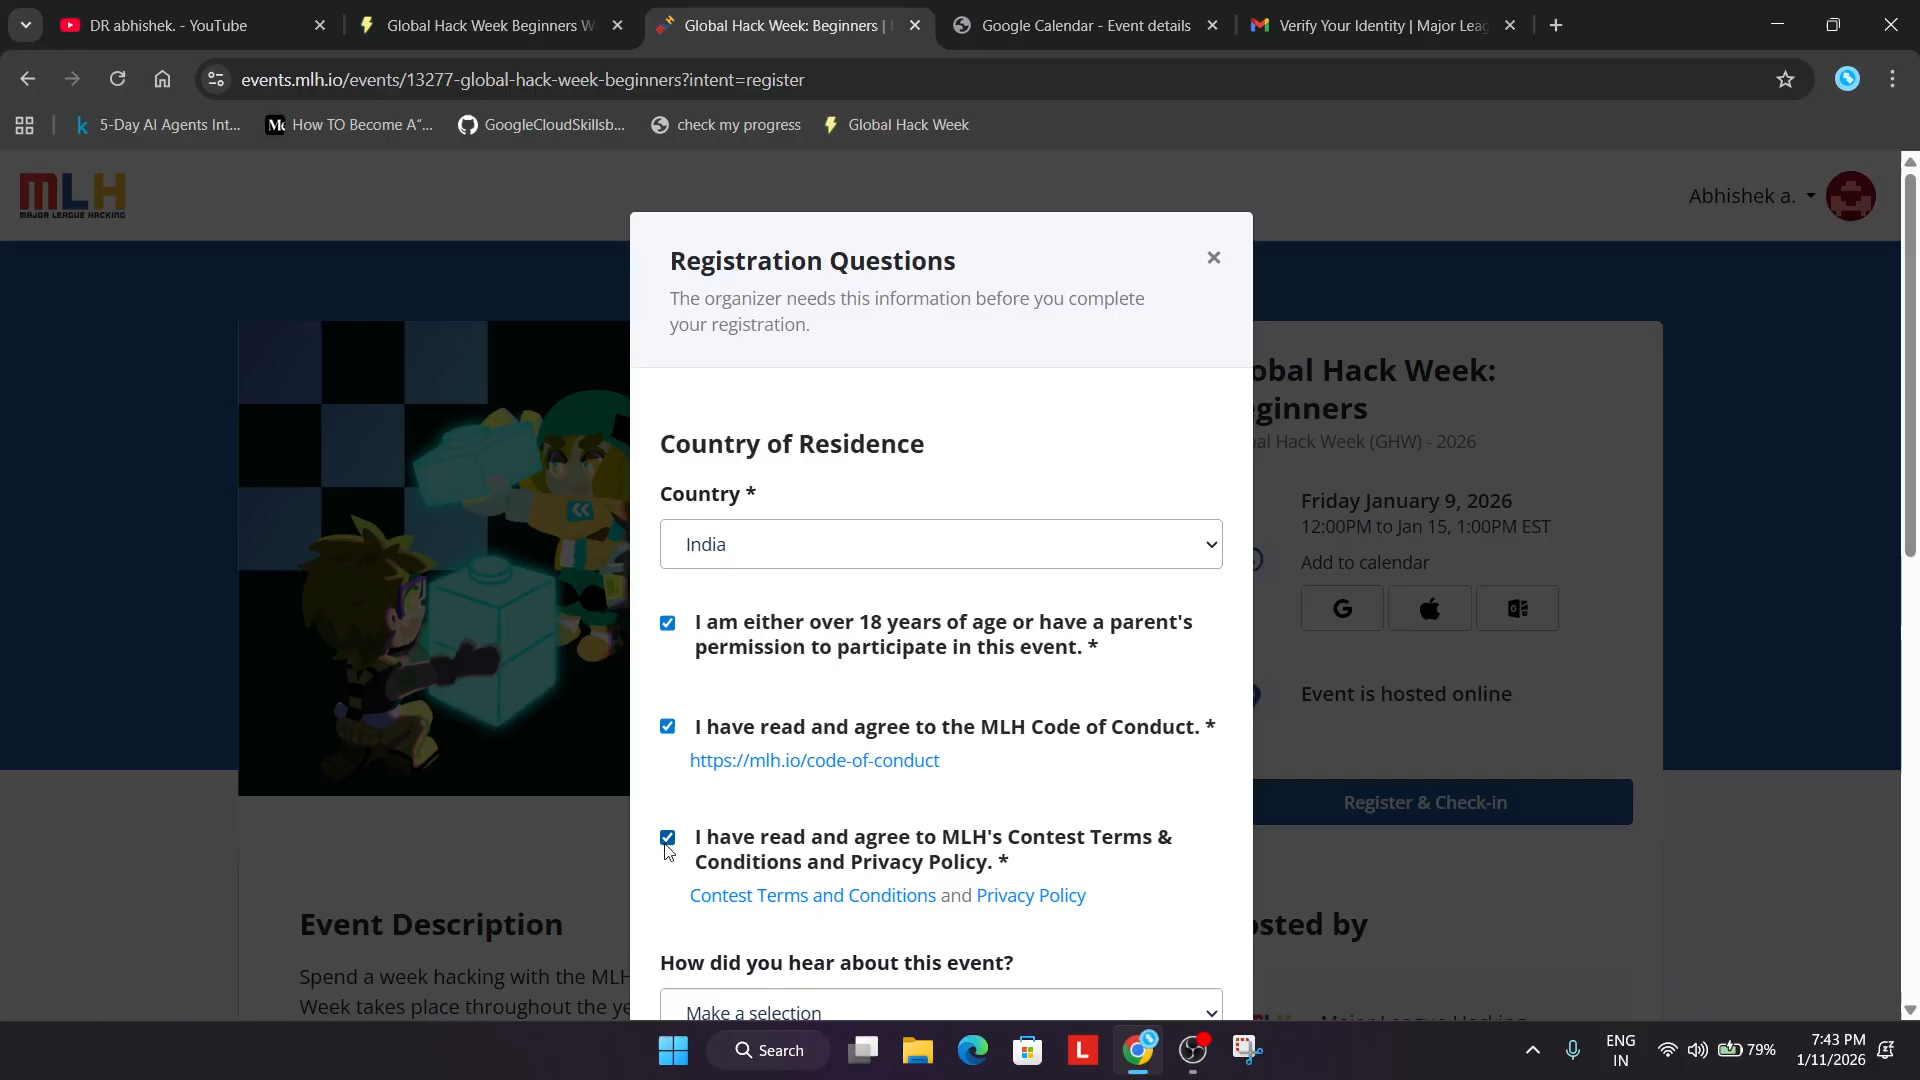 DR abhishek. - YouTube
Global Hack Week Beginners W
Global Hack Week: Beginners |
Google Calendar - Event details
Verify Your Identity | Major Leag
events.mlh.io/events/13277-global-hack-week-beginners?intent=register
5-Day AI Agents Int...
How TO Become A"...
GoogleCloudSkillsb...
check my progress
Global Hack Week
MLH
MAJOR LEAGUE HACKING
Abhishek a.
Registration Questions
The organizer needs this information before you complete
your registration.
Country of Residence
Country *
India
I am either over 18 years of age or have a parent's
permission to participate in this event. *
I have read and agree to the MLH Code of Conduct. *
https://mlh.io/code-of-conduct
I have read and agree to MLH's Contest Terms &
Conditions and Privacy Policy. *
Contest Terms and Conditions and Privacy Policy
How did you hear about this event?
Make a selection
obal Hack Week:
ginners
al Hack Week (GHW) - 2026
Friday January 9, 2026
12:00PM to Jan 15, 1:00PM EST
Add to calendar
Event is hosted online
Register & Check-in
Event Description
Spend a week hacking with the MLH
Week takes place throughout the ye
osted by
Search
ENG
IN
79%
7:43 PM
1/11/2026